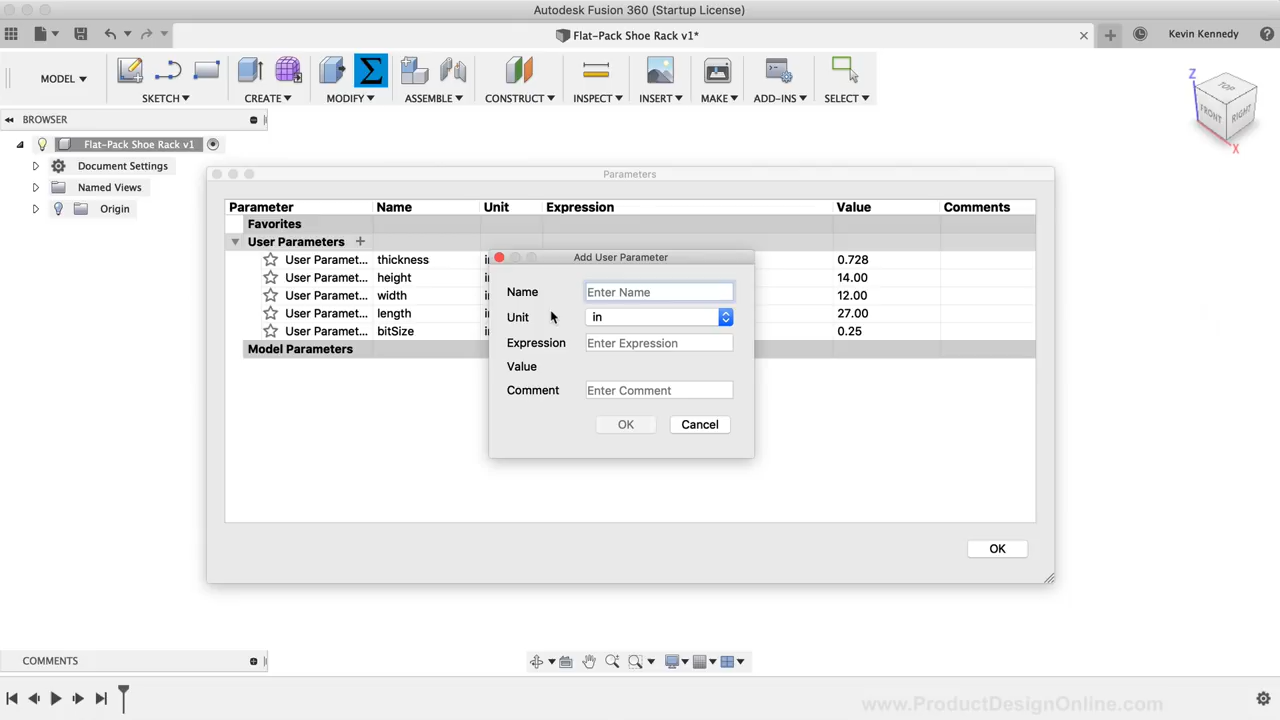 Autodesk Fusion 360 (Startup License)
Flat-Pack Shoe Rack v1*
Kevin Kennedy
MODEL
SKETCH
CREATE
MODIFY
ASSEMBLE
CONSTRUCT
INSPECT
INSERT
MAKE
ADD-INS
SELECT
TOP
FRONT
RIGHT
Z
X
BROWSER
Flat-Pack Shoe Rack v1
Document Settings
Named Views
Origin
Parameters
Parameter Name Unit Expression Value Comments
Favorites
User Parameters +
User Paramet... thickness 0.728
User Paramet... height 14.00
User Paramet... width 12.00
User Paramet... length 27.00
User Paramet... bitSize 0.25
Model Parameters
Add User Parameter
Name Enter Name
Unit in
Expression Enter Expression
Value
Comment Enter Comment
OK Cancel
OK
COMMENTS
www.ProductDesignOnline.com